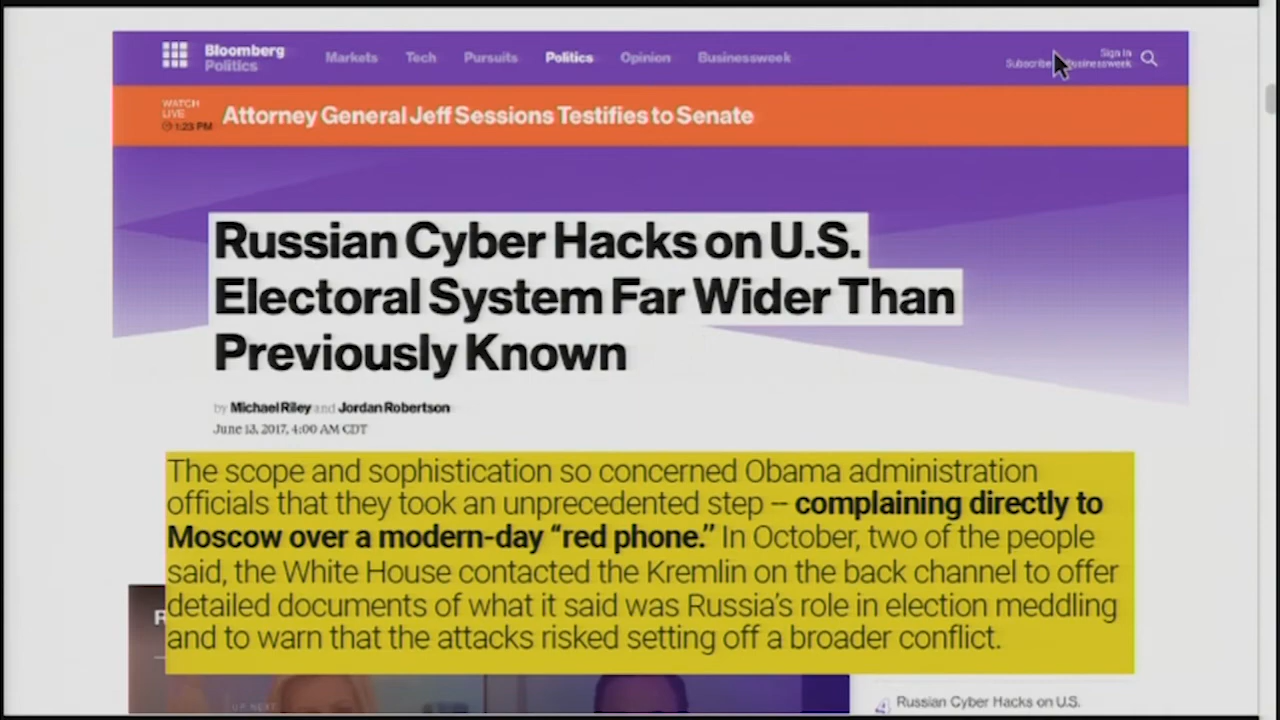 Bloomberg
Politics
Markets Tech Pursuits Politics Opinion Businessweek
Sign In
Subscribe Businessweek
WATCH
LIVE
1:23 PM
Attorney General Jeff Sessions Testifies to Senate
Russian Cyber Hacks on U.S.
Electoral System Far Wider Than
Previously Known
by Michael Riley and Jordan Robertson
June 13, 2017, 4:00 AM CDT
The scope and sophistication so concerned Obama administration
officials that they took an unprecedented step -- complaining directly to
Moscow over a modern-day “red phone.” In October, two of the people
said, the White House contacted the Kremlin on the back channel to offer
detailed documents of what it said was Russia’s role in election meddling
and to warn that the attacks risked setting off a broader conflict.
R
UP NEXT
4 Russian Cyber Hacks on U.S.